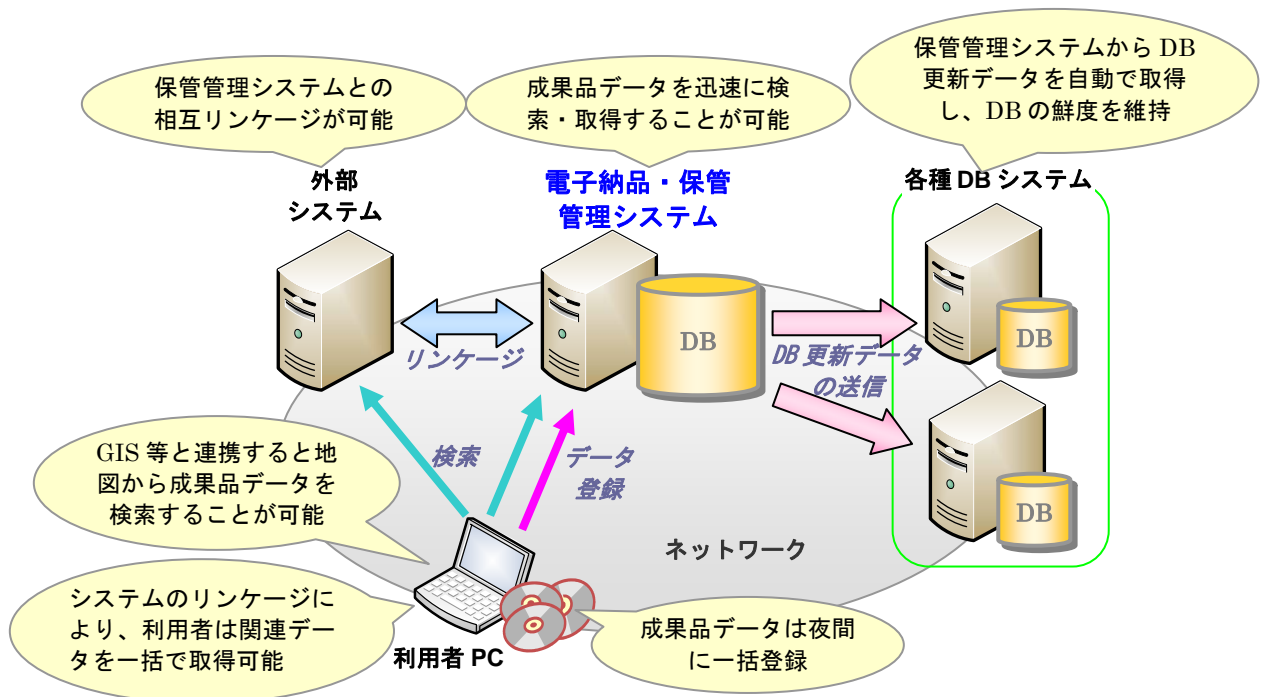 保管管理システムとの
相互リンケージが可能
成果品データを迅速に検
索・取得することが可能
保管管理システムから DB
更新データを自動で取得
し、DB の鮮度を維持
外部
システム
電子納品・保管
管理システム
各種 DB システム
DB
DB
DB
リンケージ
DB 更新データ
の送信
検索
データ
登録
GIS 等と連携すると地
図から成果品データを
検索することが可能
ネットワーク
システムのリンケージに
より、利用者は関連デー
タを一括で取得可能
利用者 PC
成果品データは夜間
に一括登録